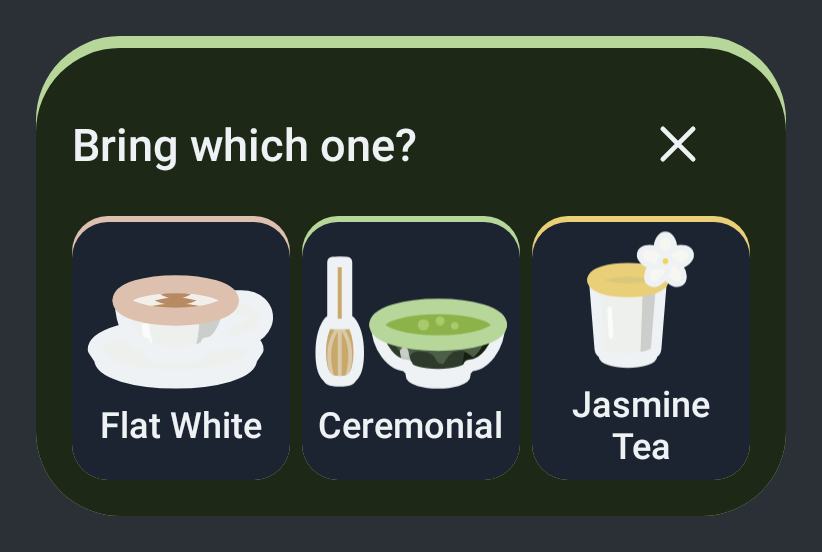 Bring which one?
Flat White
Ceremonial
Jasmine
Tea